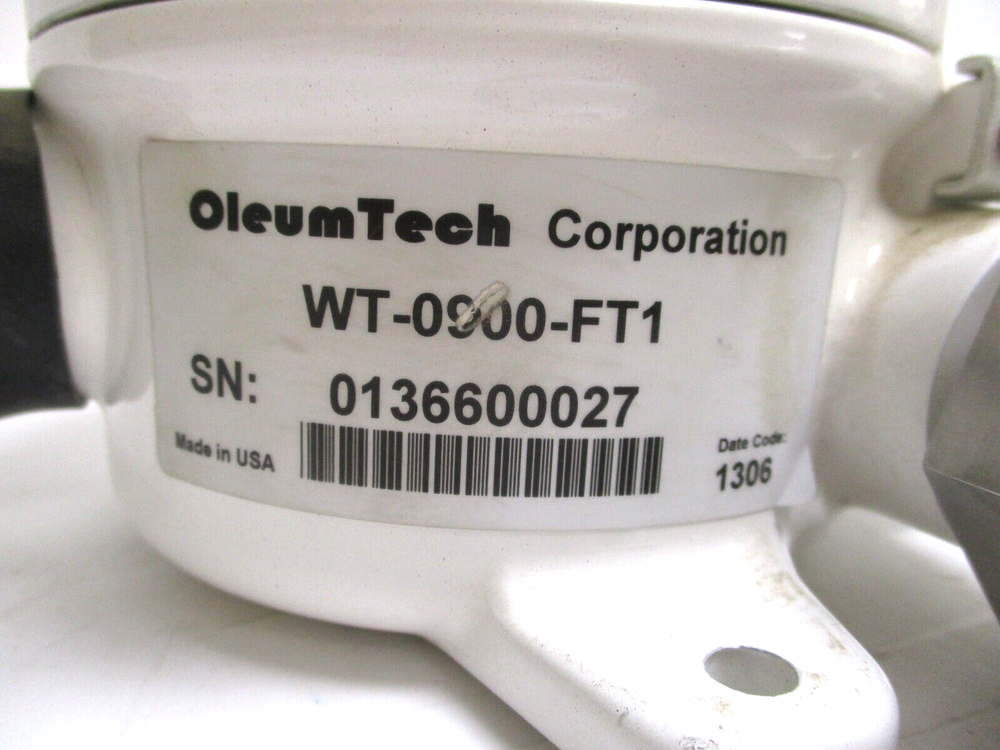 OleumTech Corporation
WT-0900-FT1
SN: 0136600027
Made in USA
Date Code:
1306